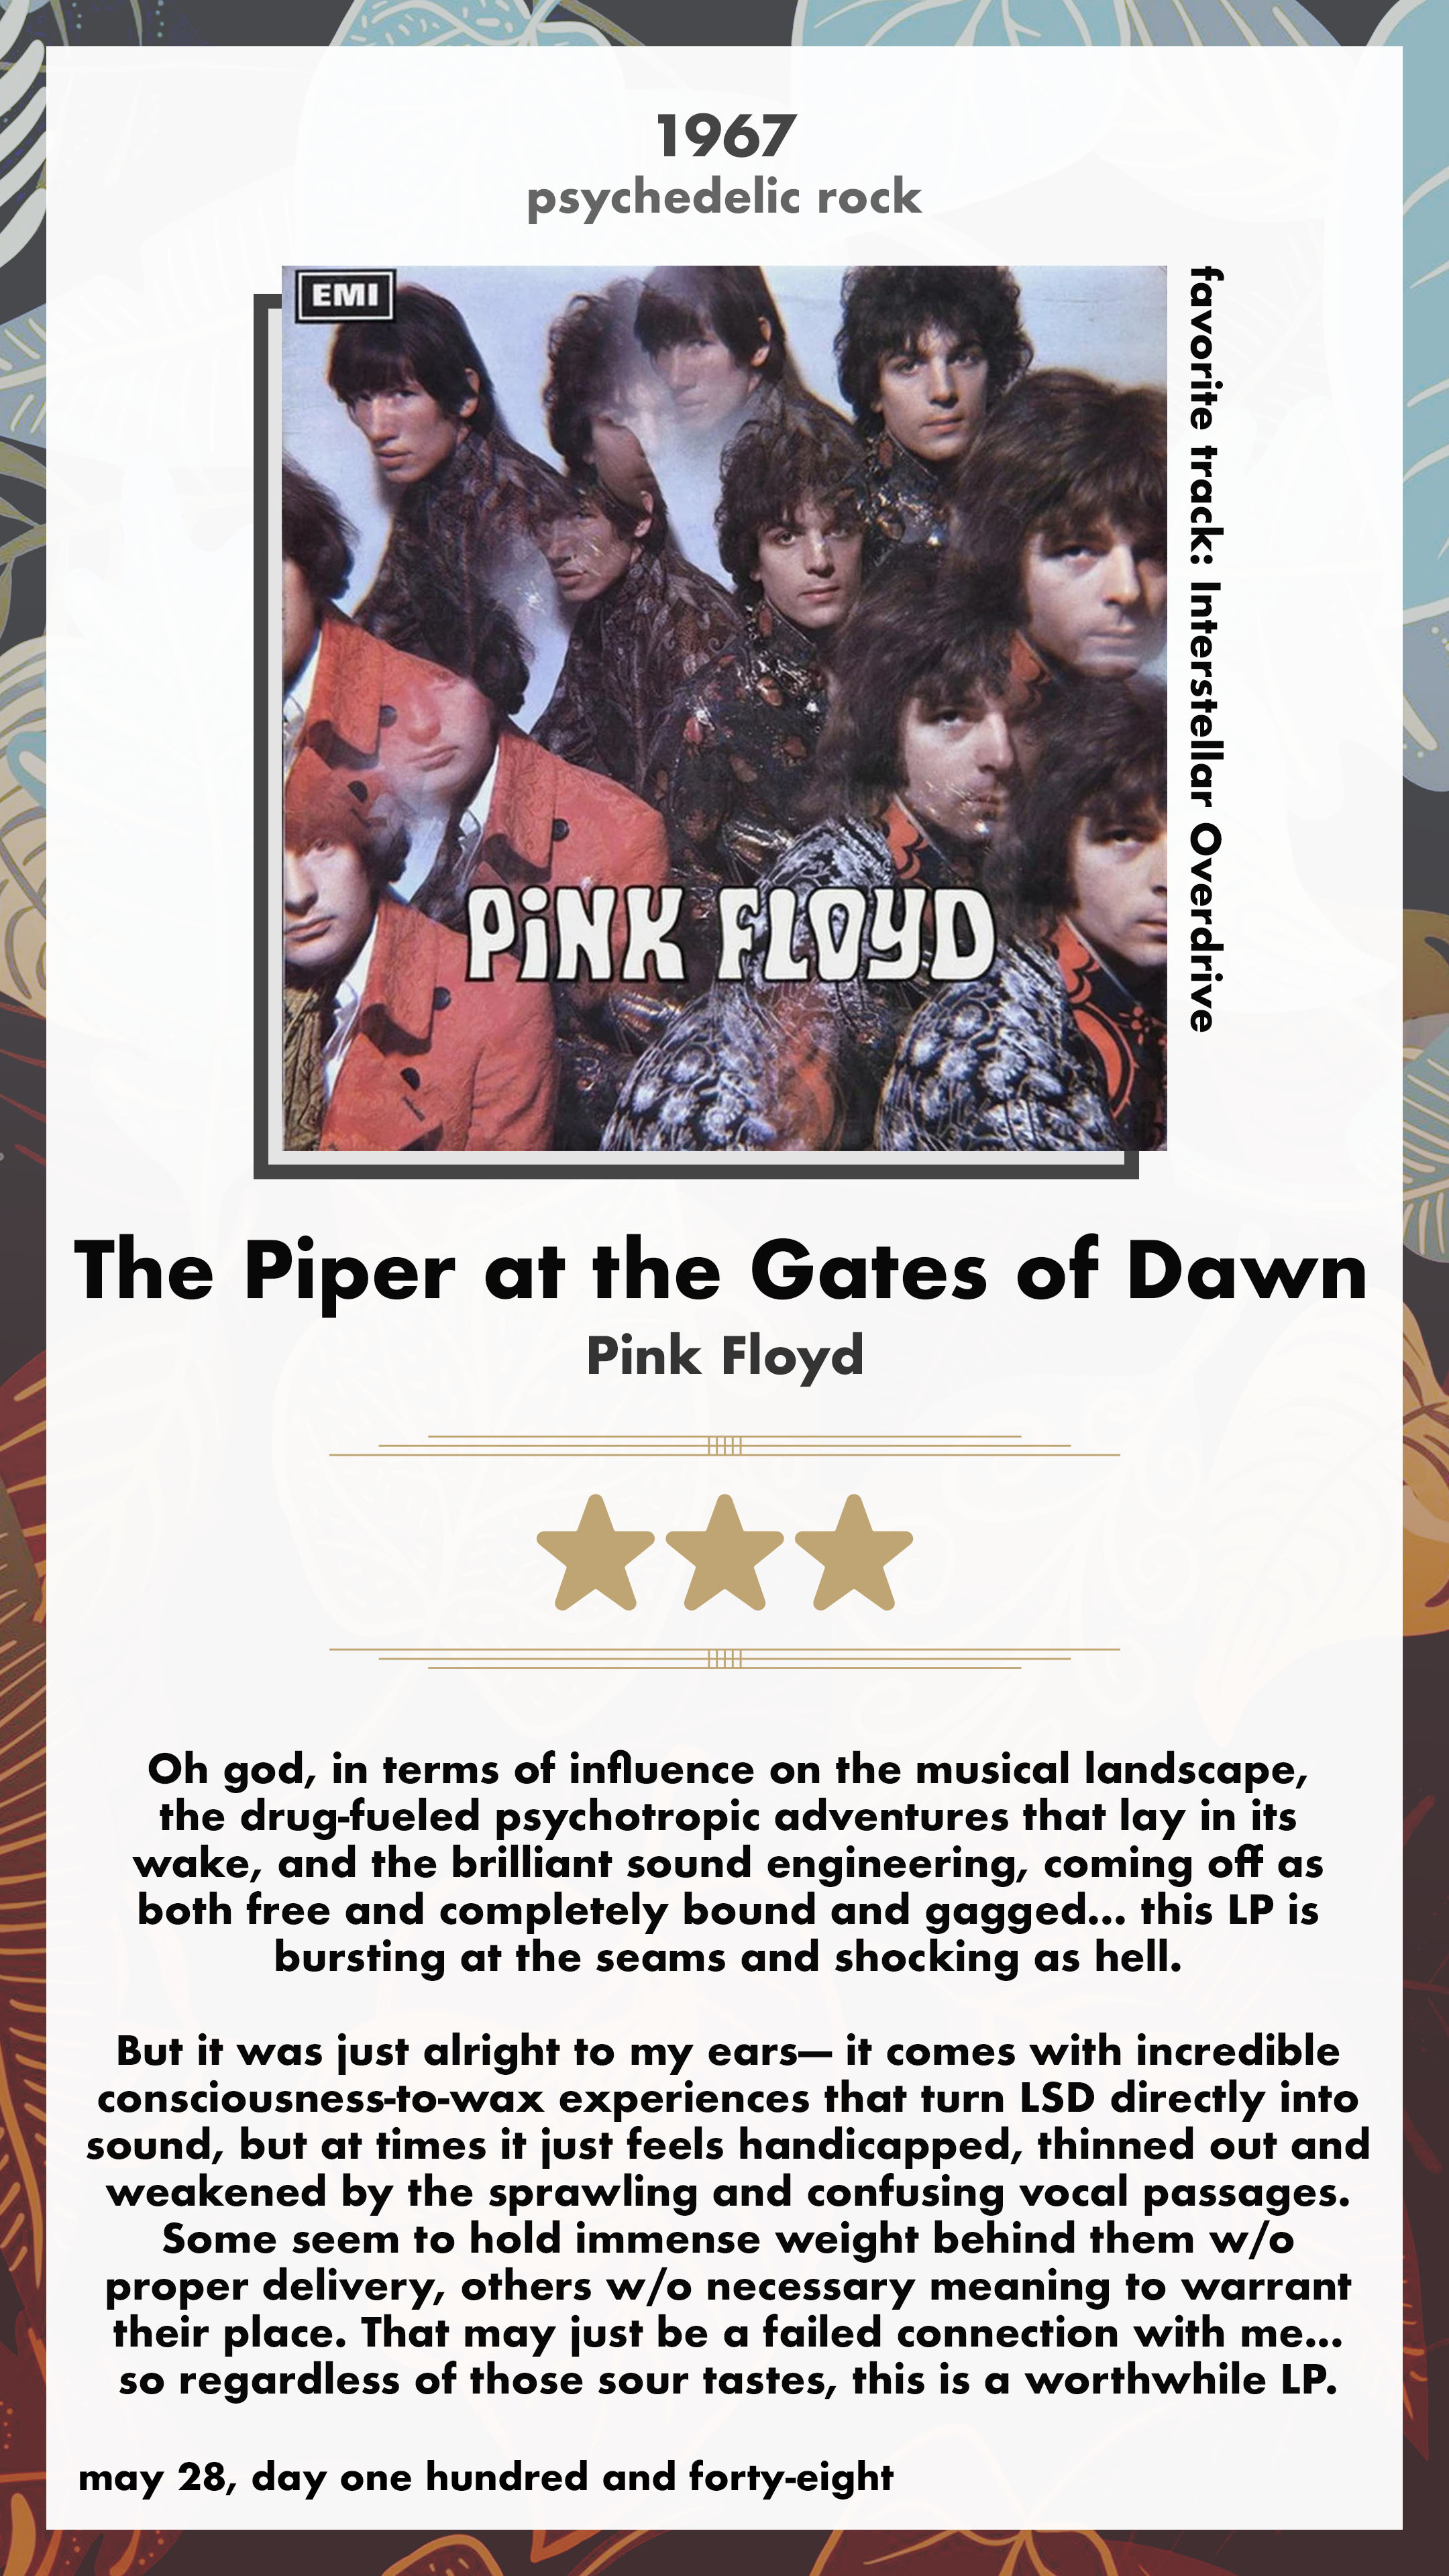 1967
psychedelic rock
EMI
PiNK FLOYD
favorite track: Interstellar Overdrive
The Piper at the Gates of Dawn
Pink Floyd
Oh god, in terms of influence on the musical landscape,
the drug-fueled psychotropic adventures that lay in its
wake, and the brilliant sound engineering, coming off as
both free and completely bound and gagged... this LP is
bursting at the seams and shocking as hell.
But it was just alright to my ears— it comes with incredible
consciousness-to-wax experiences that turn LSD directly into
sound, but at times it just feels handicapped, thinned out and
weakened by the sprawling and confusing vocal passages.
Some seem to hold immense weight behind them w/o
proper delivery, others w/o necessary meaning to warrant
their place. That may just be a failed connection with me...
so regardless of those sour tastes, this is a worthwhile LP.
may 28, day one hundred and forty-eight